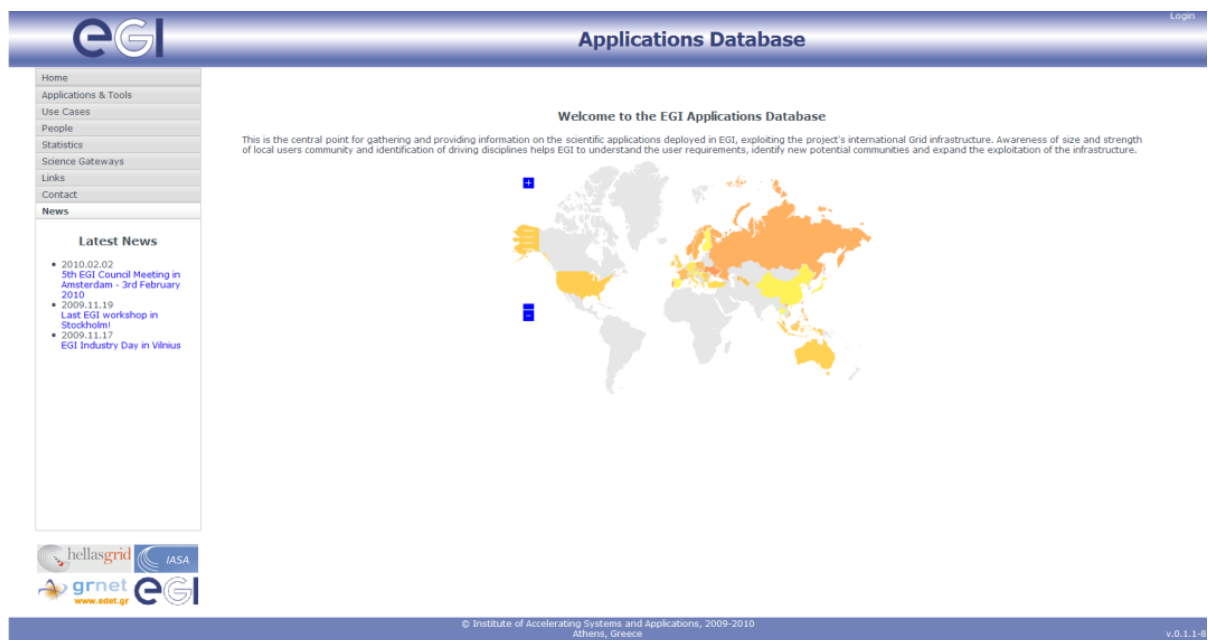 Login
eGI
Applications Database
Home
Applications & Tools
Use Cases
People
Statistics
Science Gateways
Links
Contact
News
Latest News
2010.02.02
5th EGI Council Meeting in
Amsterdam - 3rd February
2010
2009.11.19
Last EGI workshop in
Stockholm!
2009.11.17
EGI Industry Day in Vilnius
Welcome to the EGI Applications Database
This is the central point for gathering and providing information on the scientific applications deployed in EGI, exploiting the project's international Grid infrastructure. Awareness of size and strength
of local users community and identification of driving disciplines helps EGI to understand the user requirements, identify new potential communities and expand the exploitation of the infrastructure.
+
-
hellasgrid
IASA
grnet
www.edet.gr
eGI
© Institute of Accelerating Systems and Applications, 2009-2010
Athens, Greece
v.0.1.1-8